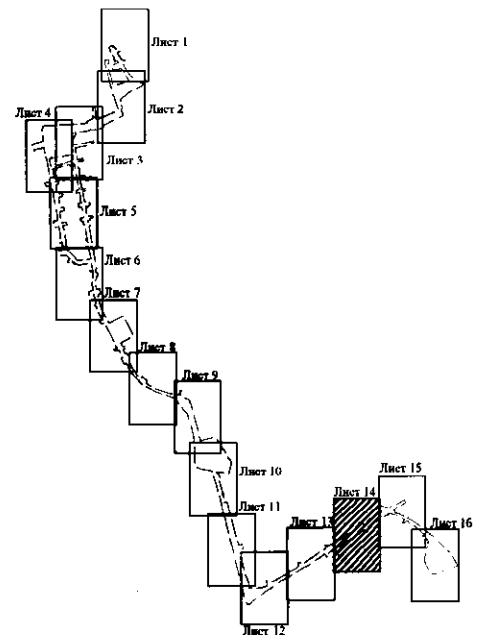 Лист 1
Лист 2
Лист 4
Лист 3
Лист 5
Лист 6
Лист 7
Лист 8
Лист 9
Лист 10
Лист 11
Лист 15
Лист 14
Лист 13
Лист 16
Лист 12